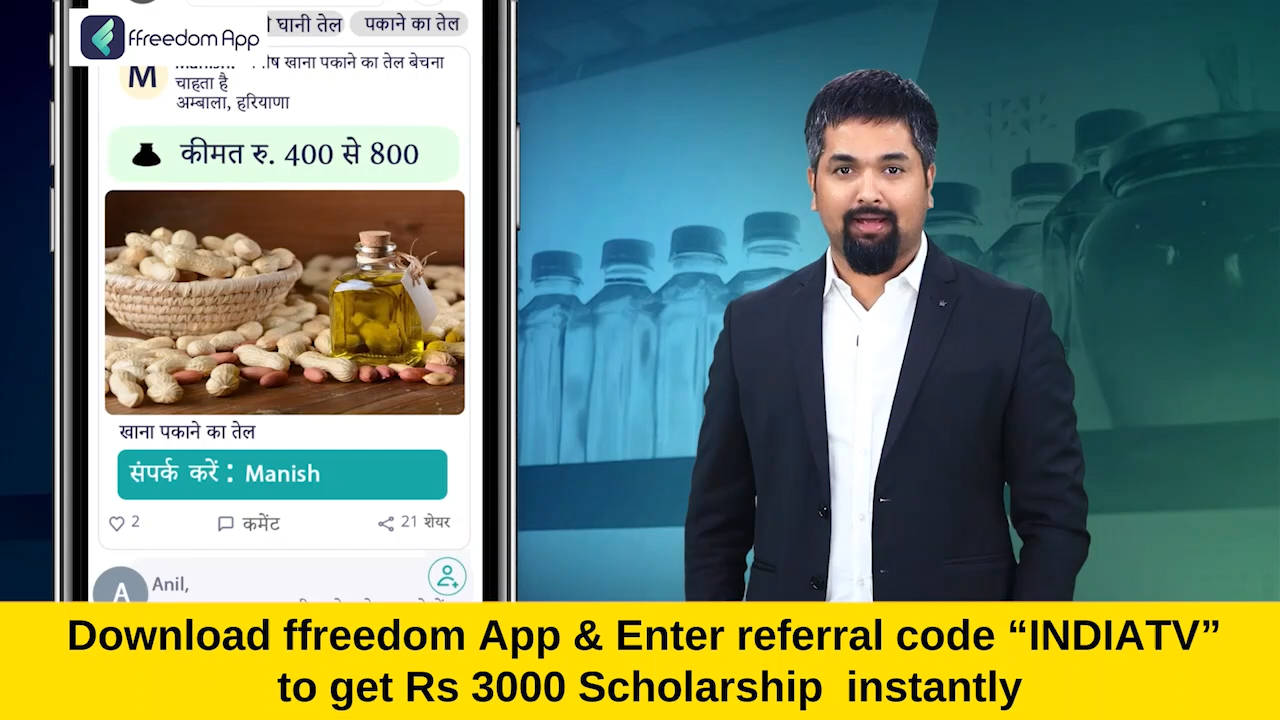 घानी तेल
पकाने का तेल
ffreedom App
M
खाना पकाने का तेल बेचना
चाहता है
अम्बाला, हरियाणा
कीमत रु. 400 से 800
खाना पकाने का तेल
संपर्क करें : Manish
2
कमेंट
21 शेयर
A
Anil,
Download ffreedom App & Enter referral code “INDIATV”
to get Rs 3000 Scholarship instantly